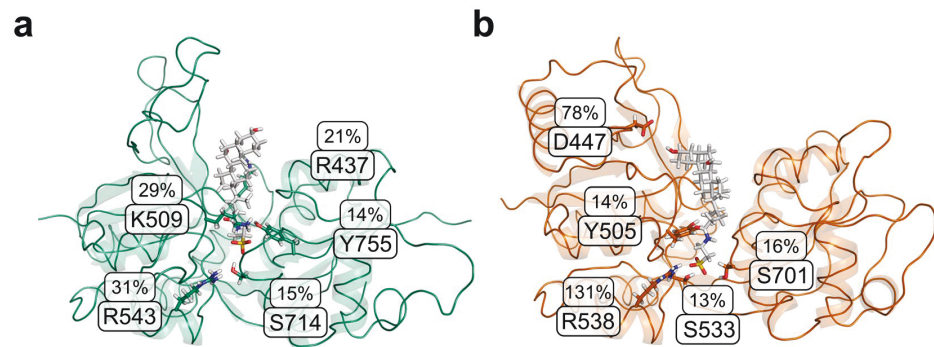 a
21%
R437
29%
K509
14%
Y755
31%
R543
15%
S714
b
78%
D447
14%
Y505
16%
S701
131%
R538
13%
S533